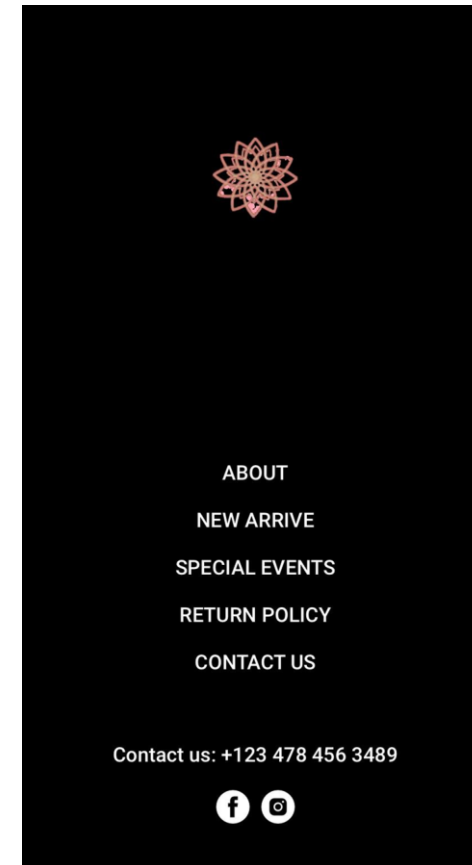 ABOUT
NEW ARRIVE
SPECIAL EVENTS
RETURN POLICY
CONTACT US
Contact us: +123 478 456 3489